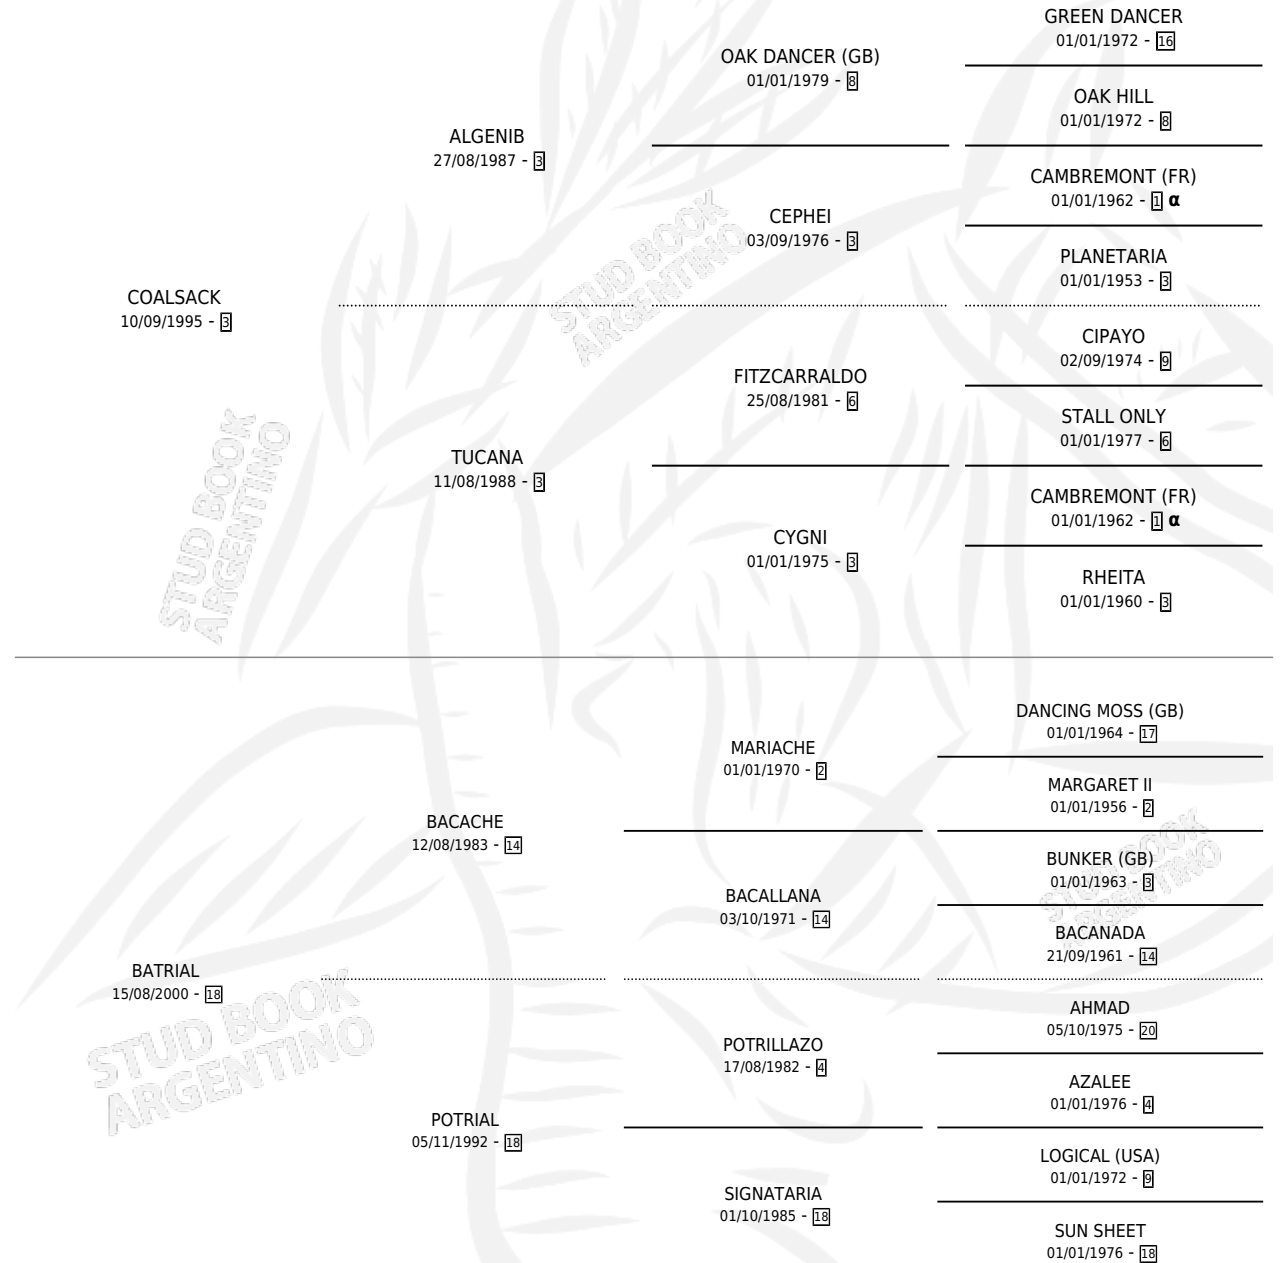 GREEN DANCER
01/01/1972 - 16
OAK DANCER (GB)
01/01/1979 - 8
OAK HILL
01/01/1972 - 8
ALGENIB
27/08/1987 - 3
CAMBREMONT (FR)
01/01/1962 - 1 α
CEPHEI
03/09/1976 - 3
PLANETARIA
01/01/1953 - 3
COALSACK
10/09/1995 - 3
CIPAYO
02/09/1974 - 9
FITZCARRALDO
25/08/1981 - 6
STALL ONLY
01/01/1977 - 6
TUCANA
11/08/1988 - 3
CAMBREMONT (FR)
01/01/1962 - 1 α
CYGNI
01/01/1975 - 3
RHEITA
01/01/1960 - 3
DANCING MOSS (GB)
01/01/1964 - 17
MARIACHE
01/01/1970 - 2
MARGARET II
01/01/1956 - 2
BACACHE
12/08/1983 - 14
BUNKER (GB)
01/01/1963 - 3
BACALLANA
03/10/1971 - 14
BACANADA
21/09/1961 - 14
BATRIAL
15/08/2000 - 18
AHMAD
05/10/1975 - 20
POTRILLAZO
17/08/1982 - 4
AZALEE
01/01/1976 - 4
POTRIAL
05/11/1992 - 18
LOGICAL (USA)
01/01/1972 - 9
SIGNATARIA
01/10/1985 - 18
SUN SHEET
01/01/1976 - 18
STUD BOOK
ARGENTINO
STUD BOOK
ARGENTINO
STUD BOOK
ARGENTINO
STUD BOOK
ARGENTINO